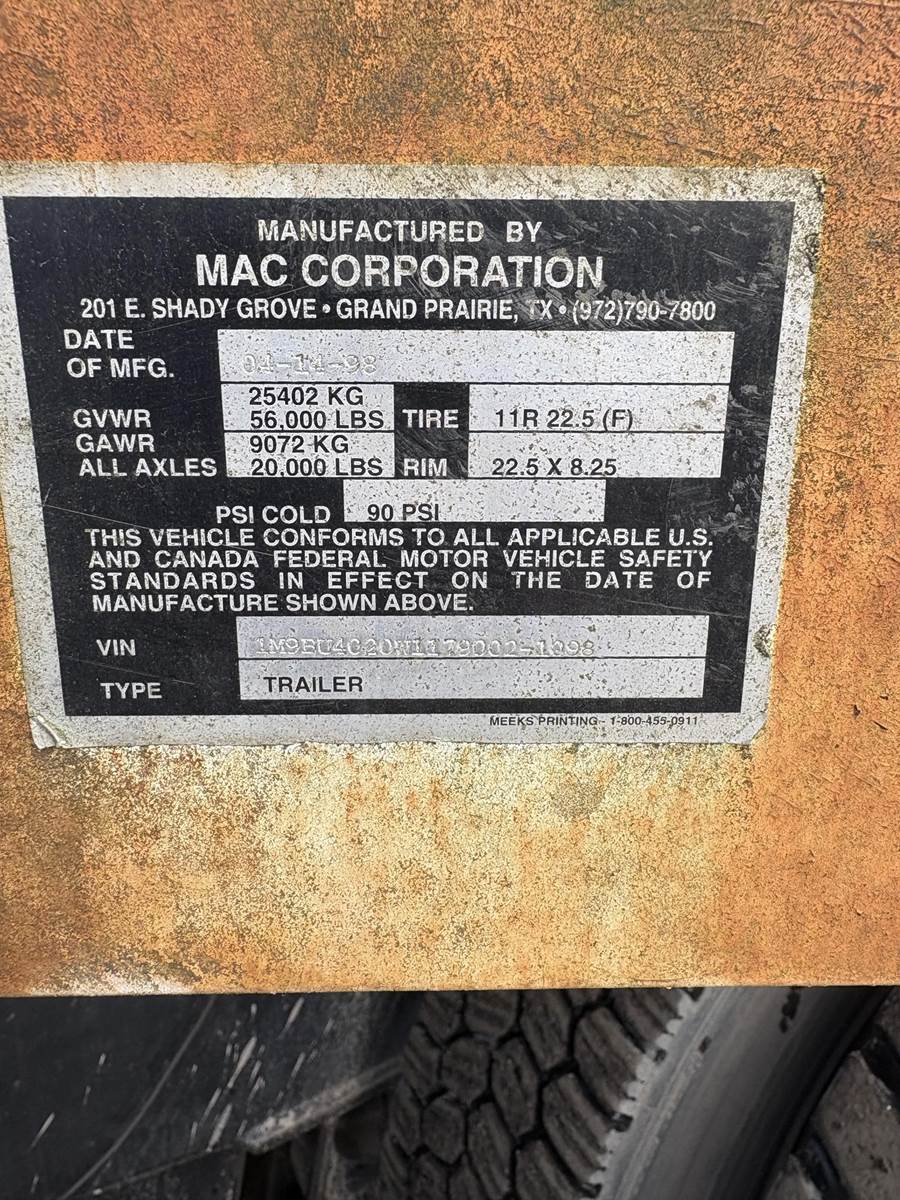 MANUFACTURED BY
MAC CORPORATION
201 E. SHADY GROVE • GRAND PRAIRIE, TX • (972)790-7800
DATE
OF MFG. 04-14-98
25402 KG
GVWR 56,000 LBS TIRE 11R 22.5 (F)
GAWR 9072 KG
ALL AXLES 20,000 LBS RIM 22.5 X 8.25
PSI COLD 90 PSI
THIS VEHICLE CONFORMS TO ALL APPLICABLE U.S.
AND CANADA FEDERAL MOTOR VEHICLE SAFETY
STANDARDS IN EFFECT ON THE DATE OF
MANUFACTURE SHOWN ABOVE.
VIN
TYPE TRAILER
MEEKS PRINTING - 1-800-455-0911